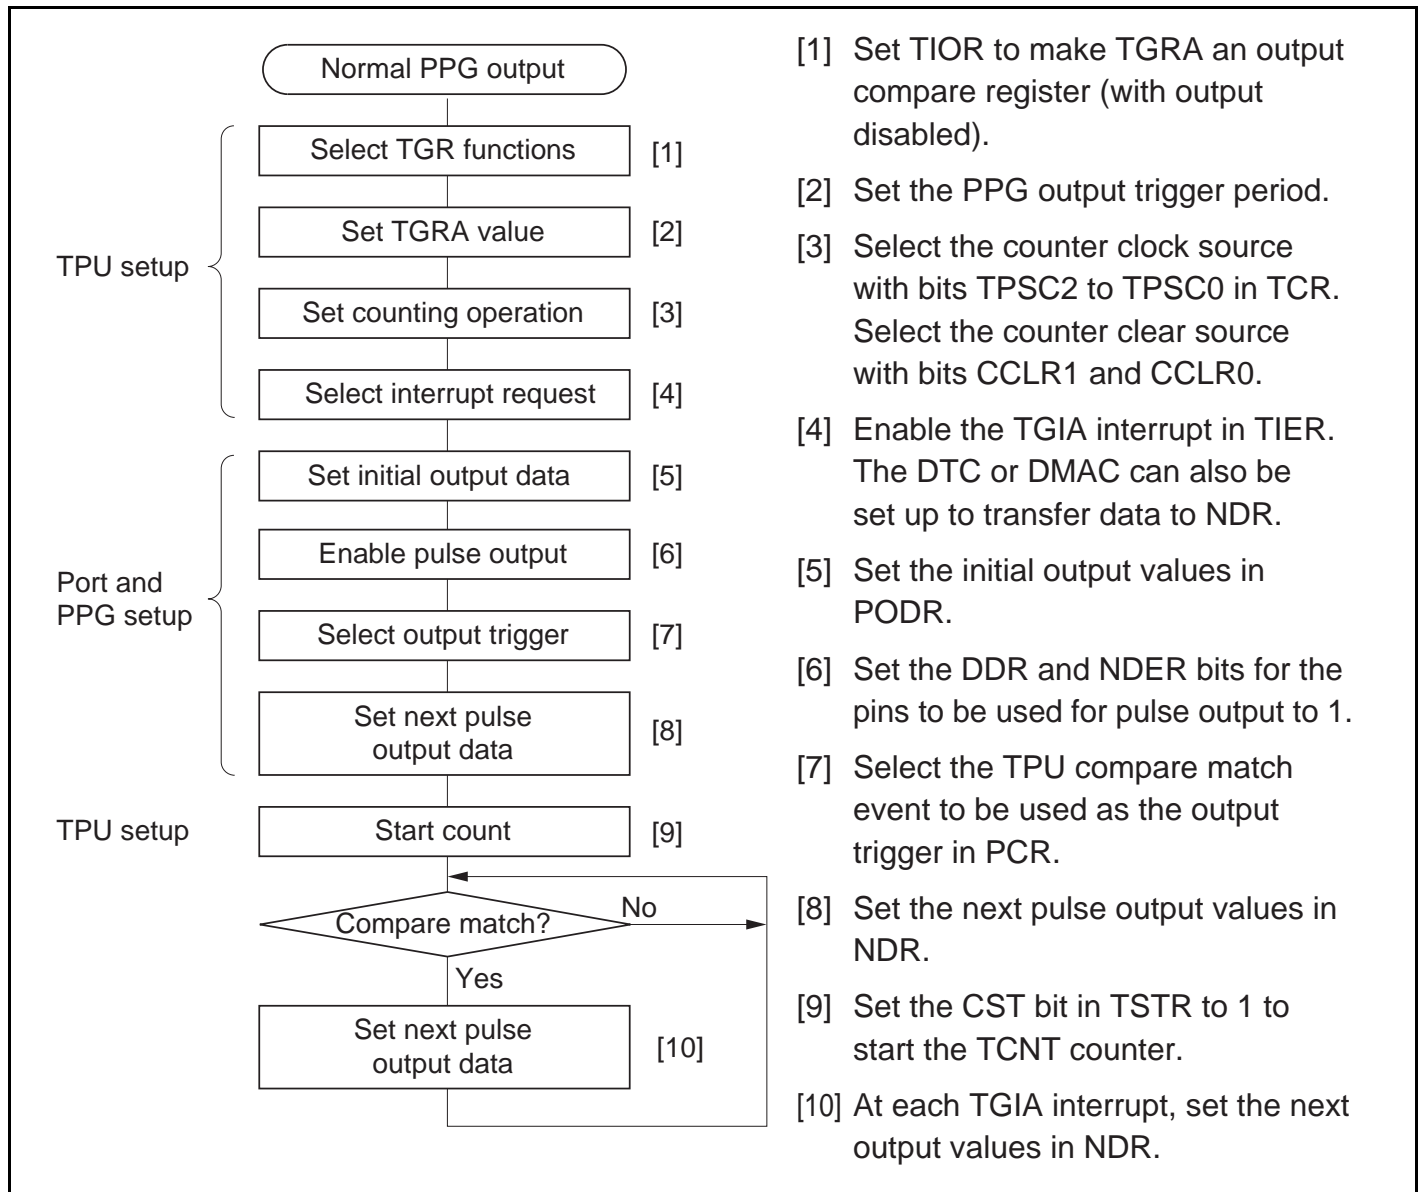 Normal PPG output
Select TGR functions [1]
Set TGRA value [2]
TPU setup
Set counting operation [3]
Select interrupt request [4]
Set initial output data [5]
Enable pulse output [6]
Port and
PPG setup
Select output trigger [7]
Set next pulse
output data
[8]
TPU setup
Start count [9]
Compare match?
No
Yes
Set next pulse
output data
[10]
[1] Set TIOR to make TGRA an output
compare register (with output
disabled).
[2] Set the PPG output trigger period.
[3] Select the counter clock source
with bits TPSC2 to TPSC0 in TCR.
Select the counter clear source
with bits CCLR1 and CCLR0.
[4] Enable the TGIA interrupt in TIER.
The DTC or DMAC can also be
set up to transfer data to NDR.
[5] Set the initial output values in
PODR.
[6] Set the DDR and NDER bits for the
pins to be used for pulse output to 1.
[7] Select the TPU compare match
event to be used as the output
trigger in PCR.
[8] Set the next pulse output values in
NDR.
[9] Set the CST bit in TSTR to 1 to
start the TCNT counter.
[10] At each TGIA interrupt, set the next
output values in NDR.